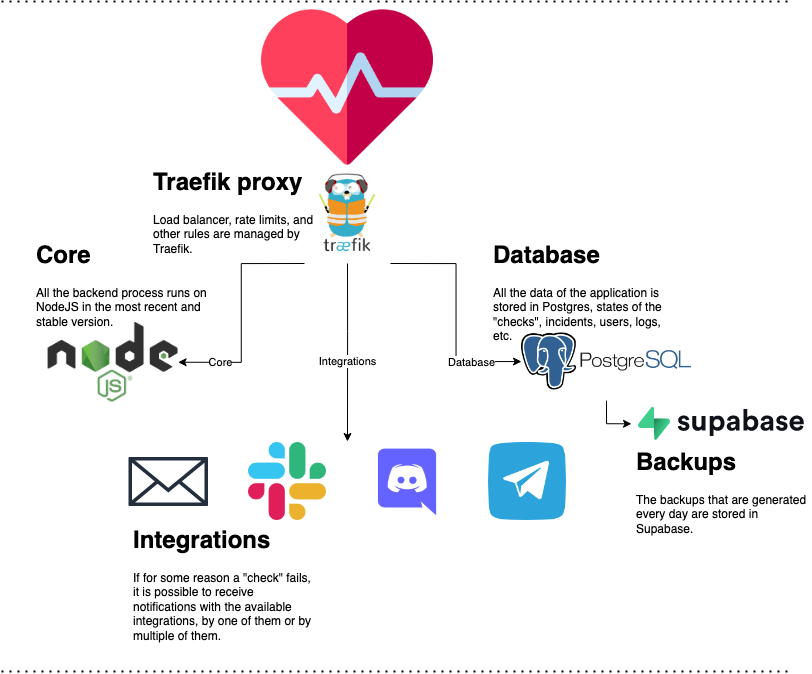 Traefik proxy
Load balancer, rate limits, and
other rules are managed by
Traefik.
træfik
Core
All the backend process runs on
NodeJS in the most recent and
stable version.
node
JS
®
Database
All the data of the application is
stored in Postgres, states of the
"checks", incidents, users, logs,
etc.
PostgreSQL
Core
Integrations
Database
supabase
Backups
The backups that are generated
every day are stored in
Supabase.
Integrations
If for some reason a "check" fails,
it is possible to receive
notifications with the available
integrations, by one of them or by
multiple of them.